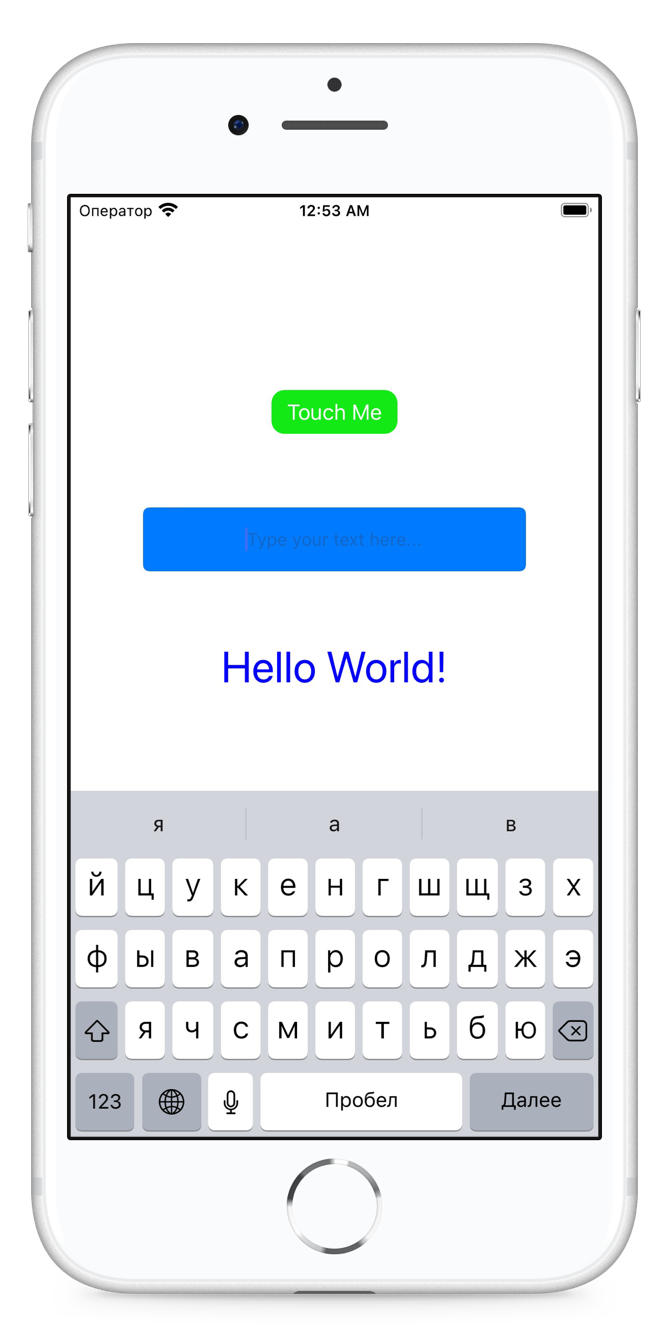 Оператор 12:53 AM
Touch Me
Type your text here...
Hello World!
я а в
й ц у к е н г ш щ з х
ф ы в а п р о л д ж э
я ч с м и т ь б ю
123 Пробел Далее